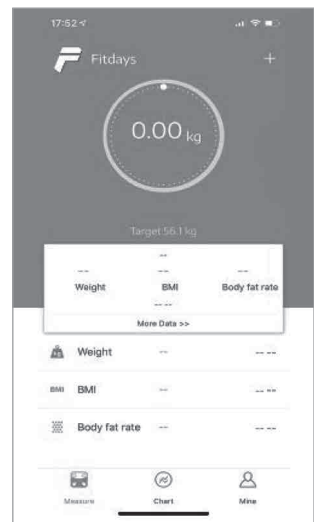 17:52
Fitdays
+
0.00 kg
Target 56.1 kg
--
-- -- --
Weight BMI Body fat rate
-- --
More Data >>
Weight -- -- --
BMI BMI -- -- --
Body fat rate -- -- --
Measure Chart Mine